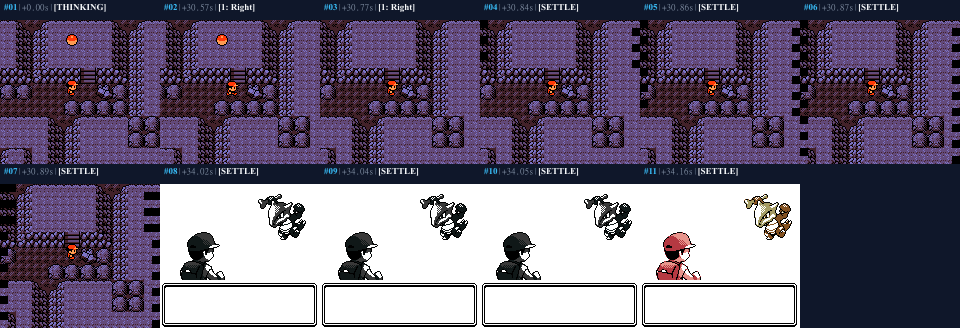 #01|+0.00s|[THINKING]
#02|+30.57s|[1: Right]
#03|+30.77s|[1: Right]
#04|+30.84s|[SETTLE]
#05|+30.86s|[SETTLE]
#06|+30.87s|[SETTLE]
#07|+30.89s|[SETTLE]
#08|+34.02s|[SETTLE]
#09|+34.04s|[SETTLE]
#10|+34.05s|[SETTLE]
#11|+34.16s|[SETTLE]